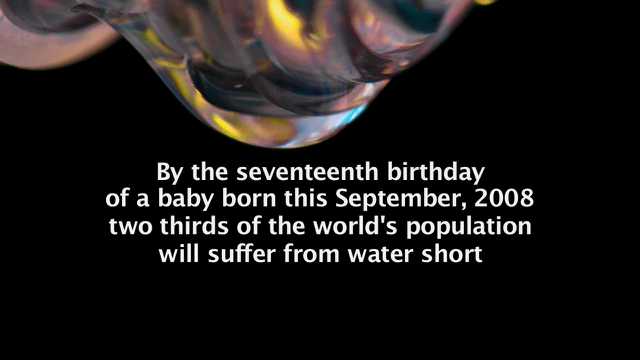 By the seventeenth birthday
of a baby born this September, 2008
two thirds of the world's population
will suffer from water short